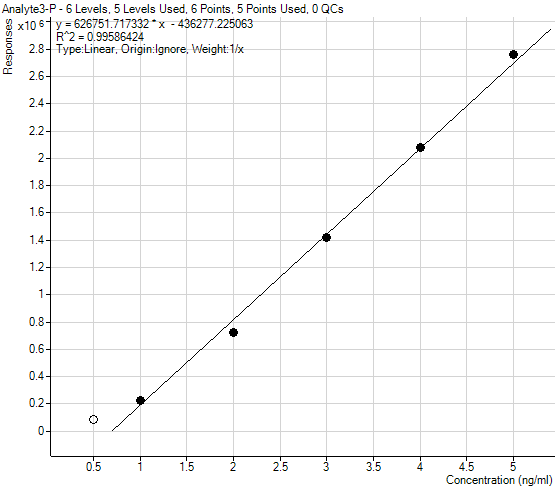 Analyte3-P - 6 Levels, 5 Levels Used, 6 Points, 5 Points Used, 0 QCs
x10 6
y = 626751.717332 * x - 436277.225063
R^2 = 0.99586424
Type:Linear, Origin:Ignore, Weight:1/x
Responses
2.8
2.6
2.4
2.2
2
1.8
1.6
1.4
1.2
1
0.8
0.6
0.4
0.2
0
0.5 1 1.5 2 2.5 3 3.5 4 4.5 5
Concentration (ng/ml)